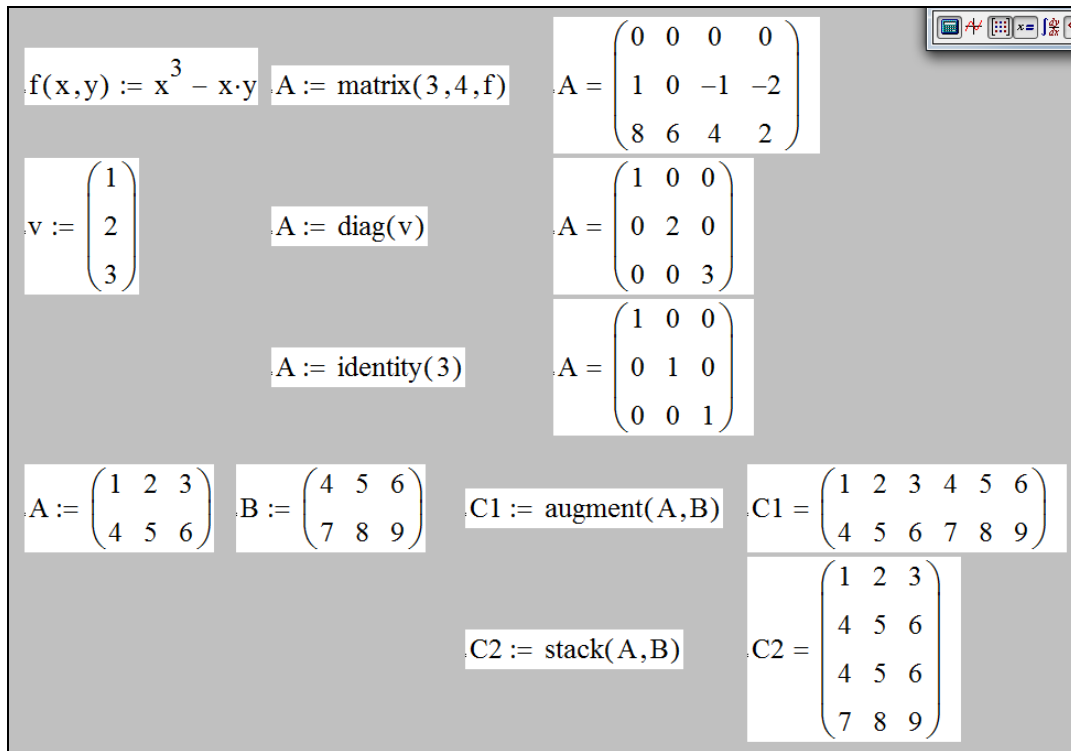 f(x,y) := x^3 − x·y A := matrix(3,4,f) A = 
0 0 0 0
1 0 −1 −2
8 6 4 2
v :=
1
2
3
A := diag(v) A =
1 0 0
0 2 0
0 0 3
A := identity(3) A =
1 0 0
0 1 0
0 0 1
A :=
1 2 3
4 5 6
B :=
4 5 6
7 8 9
C1 := augment(A,B) C1 =
1 2 3 4 5 6
4 5 6 7 8 9
C2 := stack(A,B) C2 =
1 2 3
4 5 6
4 5 6
7 8 9
x=